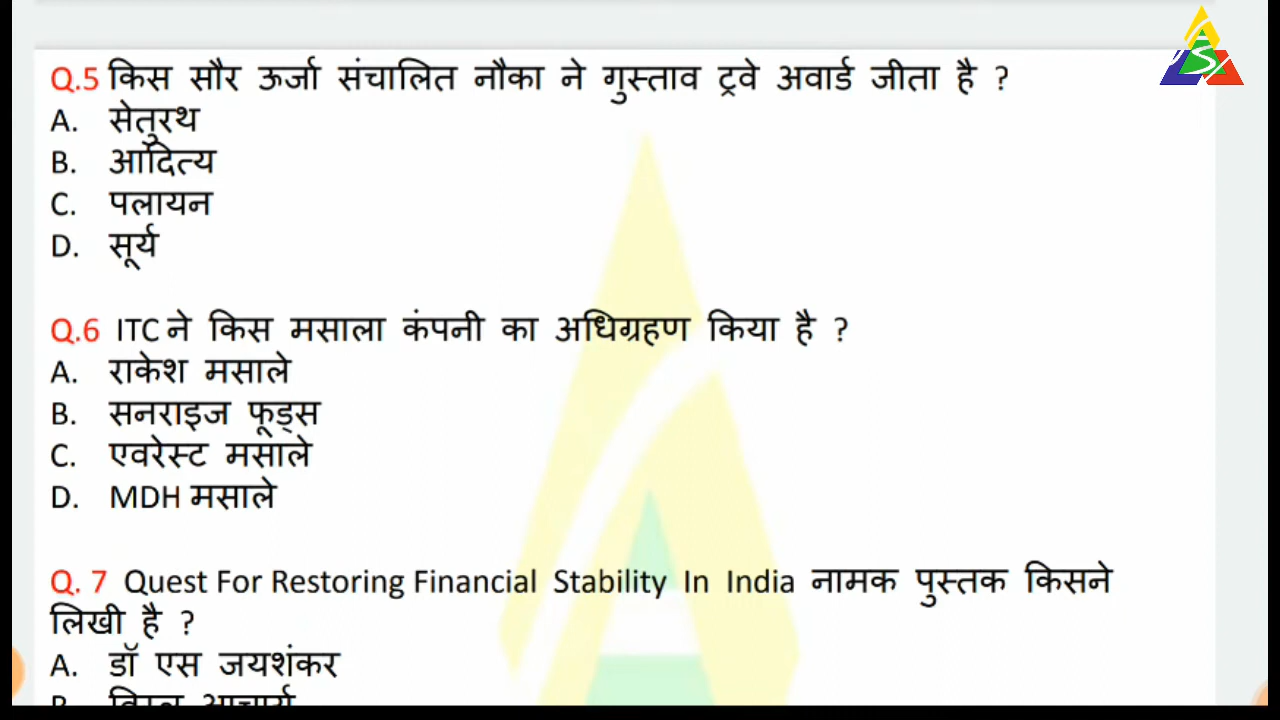 Q.5 किस सौर ऊर्जा संचालित नौका ने गुस्ताव ट्रवे अवार्ड जीता है ?
A. सेतुरथ
B. आदित्य
C. पलायन
D. सूर्य
Q.6 ITC ने किस मसाला कंपनी का अधिग्रहण किया है ?
A. राकेश मसाले
B. सनराइज फूड्स
C. एवरेस्ट मसाले
D. MDH मसाले
Q. 7 Quest For Restoring Financial Stability In India नामक पुस्तक किसने
लिखी है ?
A. डॉ एस जयशंकर